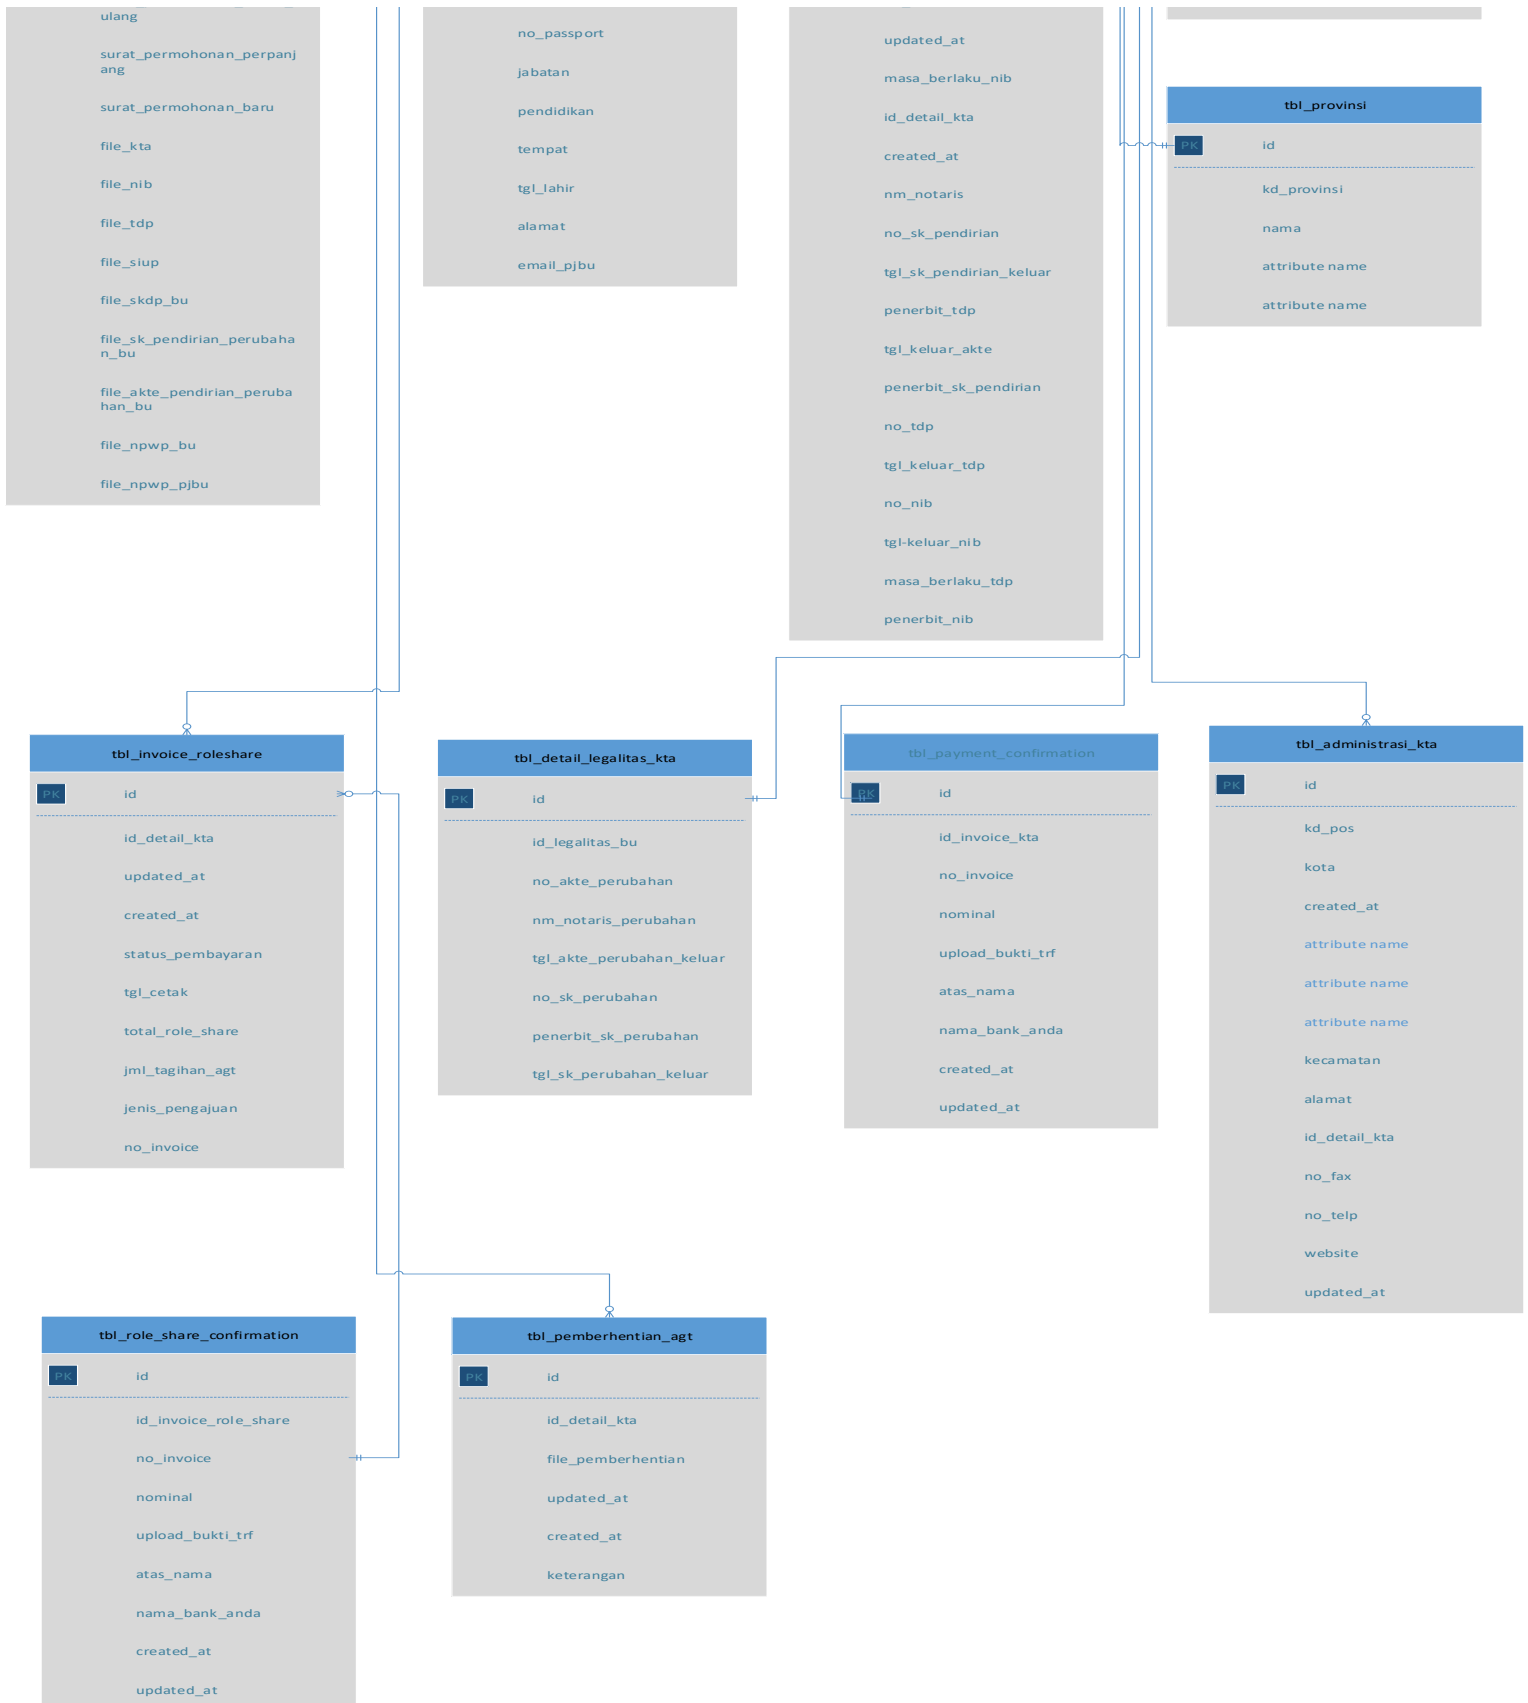 ulang
surat_permohonan_perpanj
ang
surat_permohonan_baru
file_kta
file_nib
file_tdp
file_siup
file_skdp_bu
file_sk_pendirian_perubaha
n_bu
file_akte_pendirian_peruba
han_bu
file_npwp_bu
file_npwp_pjbu
no_passport
jabatan
pendidikan
tempat
tgl_lahir
alamat
email_pjbu
updated_at
masa_berlaku_nib
id_detail_kta
created_at
nm_notaris
no_sk_pendirian
tgl_sk_pendirian_keluar
penerbit_tdp
tgl_keluar_akte
penerbit_sk_pendirian
no_tdp
tgl_keluar_tdp
no_nib
tgl-keluar_nib
masa_berlaku_tdp
penerbit_nib
tbl_provinsi
PK id
kd_provinsi
nama
attribute name
attribute name
tbl_invoice_roleshare
PK id
id_detail_kta
updated_at
created_at
status_pembayaran
tgl_cetak
total_role_share
jml_tagihan_agt
jenis_pengajuan
no_invoice
tbl_detail_legalitas_kta
PK id
id_legalitas_bu
no_akte_perubahan
nm_notaris_perubahan
tgl_akte_perubahan_keluar
no_sk_perubahan
penerbit_sk_perubahan
tgl_sk_perubahan_keluar
tbl_payment_confirmation
PK id
id_invoice_kta
no_invoice
nominal
upload_bukti_trf
atas_nama
nama_bank_anda
created_at
updated_at
tbl_administrasi_kta
PK id
kd_pos
kota
created_at
attribute name
attribute name
attribute name
kecamatan
alamat
id_detail_kta
no_fax
no_telp
website
updated_at
tbl_role_share_confirmation
PK id
id_invoice_role_share
no_invoice
nominal
upload_bukti_trf
atas_nama
nama_bank_anda
created_at
updated_at
tbl_pemberhentian_agt
PK id
id_detail_kta
file_pemberhentian
updated_at
created_at
keterangan